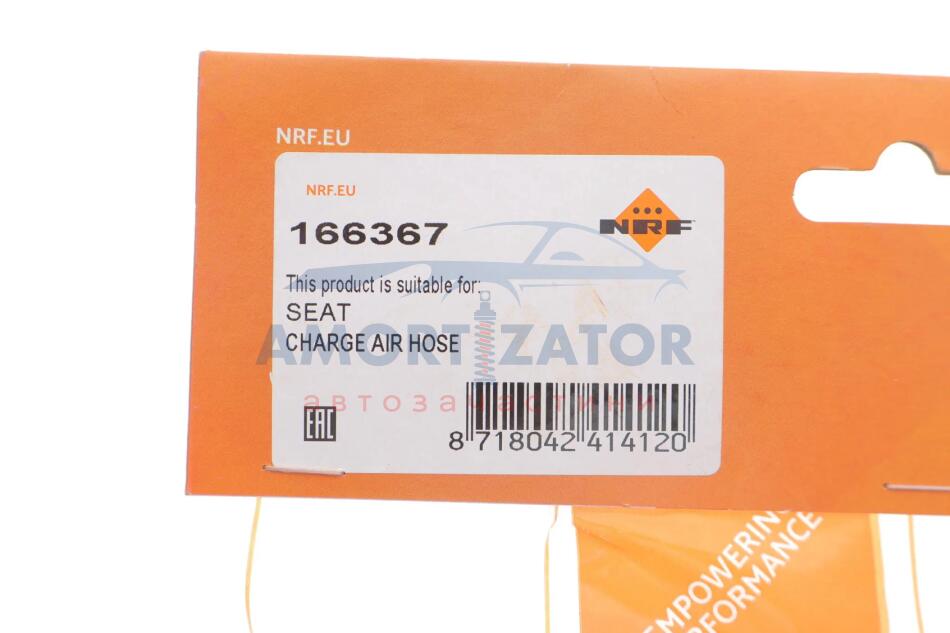 NRF.EU
NRF.EU
166367
NRF
This product is suitable for:
SEAT
CHARGE AIR HOSE
AMORTIZATOR
автозапчастини
EAC
8 718042 414120
EMPOWERING
PERFORMANCE